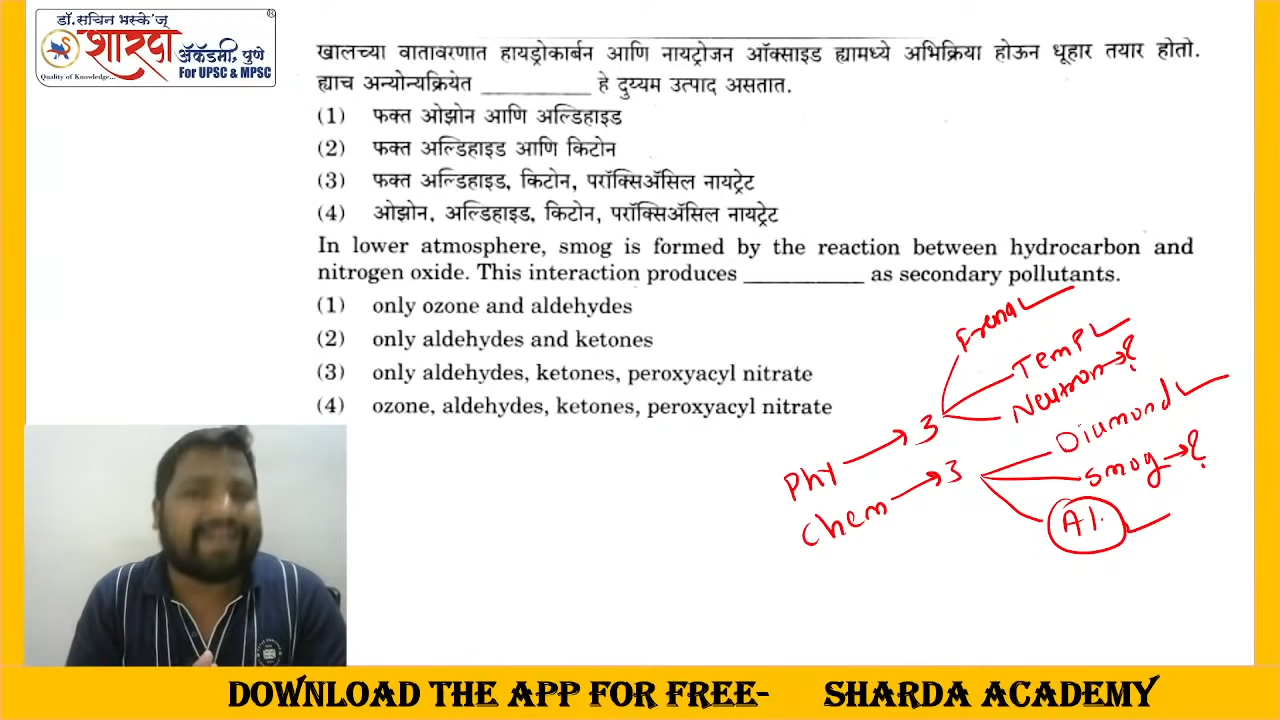 डॉ.सचिन भस्के'ज्
®
शारदा
ॲकॅडमी, पुणे
Quality of Knowledge...
For UPSC & MPSC
खालच्या वातावरणात हायड्रोकार्बन आणि नायट्रोजन ऑक्साइड ह्यामध्ये अभिक्रिया होऊन धूहार तयार होतो.
ह्याच अन्योन्यक्रियेत __________ हे दुय्यम उत्पाद असतात.
(1) फक्त ओझोन आणि अल्डिहाइड
(2) फक्त अल्डिहाइड आणि किटोन
(3) फक्त अल्डिहाइड, किटोन, परॉक्सिॲसिल नायट्रेट
(4) ओझोन, अल्डिहाइड, किटोन, परॉक्सिॲसिल नायट्रेट
In lower atmosphere, smog is formed by the reaction between hydrocarbon and
nitrogen oxide. This interaction produces __________ as secondary pollutants.
(1) only ozone and aldehydes
(2) only aldehydes and ketones
(3) only aldehydes, ketones, peroxyacyl nitrate
(4) ozone, aldehydes, ketones, peroxyacyl nitrate
Temp
Neutron → ?
Phy → 3
Diamond
Smog → ?
Chem → 3
Al.
DOWNLOAD THE APP FOR FREE- SHARDA ACADEMY